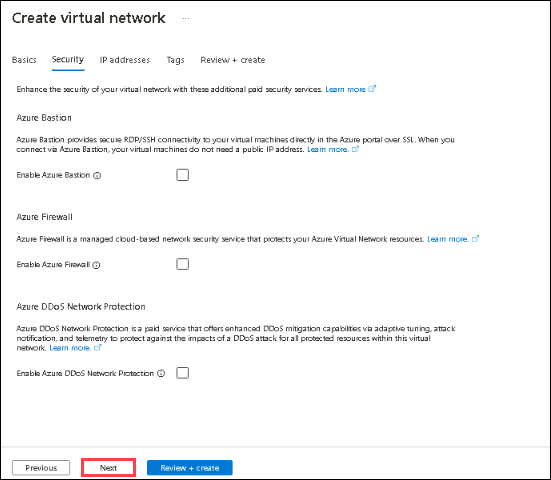 Create virtual network ...
Basics Security IP addresses Tags Review + create
Enhance the security of your virtual network with these additional paid security services. Learn more.
Azure Bastion
Azure Bastion provides secure RDP/SSH connectivity to your virtual machines directly in the Azure portal over SSL. When you
connect via Azure Bastion, your virtual machines do not need a public IP address. Learn more.
Enable Azure Bastion
Azure Firewall
Azure Firewall is a managed cloud-based network security service that protects your Azure Virtual Network resources. Learn more.
Enable Azure Firewall
Azure DDoS Network Protection
Azure DDoS Network Protection is a paid service that offers enhanced DDoS mitigation capabilities via adaptive tuning, attack
notification, and telemetry to protect against the impacts of a DDoS attack for all protected resources within this virtual
network. Learn more.
Enable Azure DDoS Network Protection
Previous Next Review + create